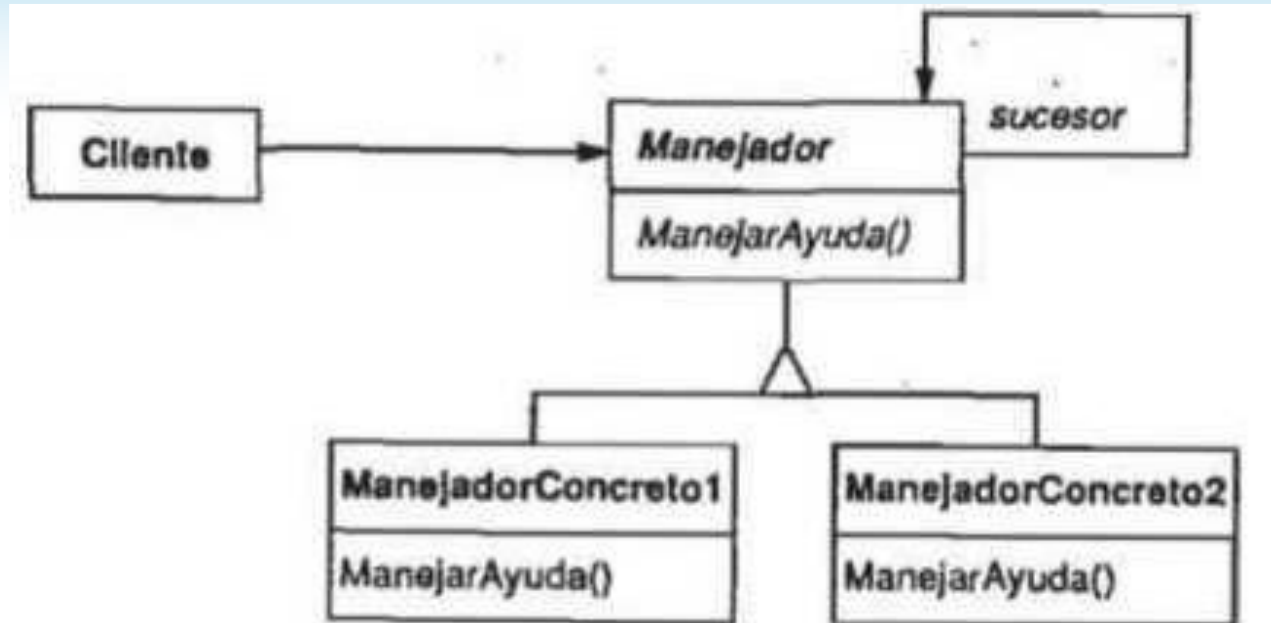 Cliente
Manejador
sucesor
ManejarAyuda()
ManejadorConcreto1
ManejarAyuda()
ManejadorConcreto2
ManejarAyuda()